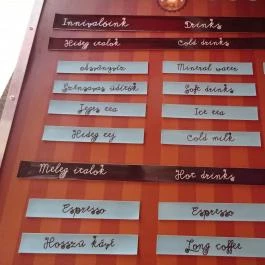 Innivalóink Drinks
Hideg italok Cold drinks
ásványvíz Mineral water
Szénsavas üdítők Soft drinks
Jeges tea Ice tea
Hideg tej Cold milk
Meleg italok Hot drinks
Espresso Espresso
Hosszú kávé Long coffee